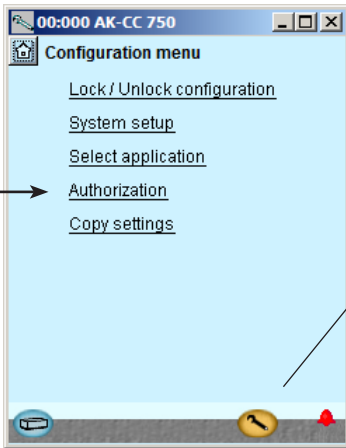 00:000 AK-CC 750
Configuration menu
Lock / Unlock configuration
System setup
Select application
Authorization
Copy settings